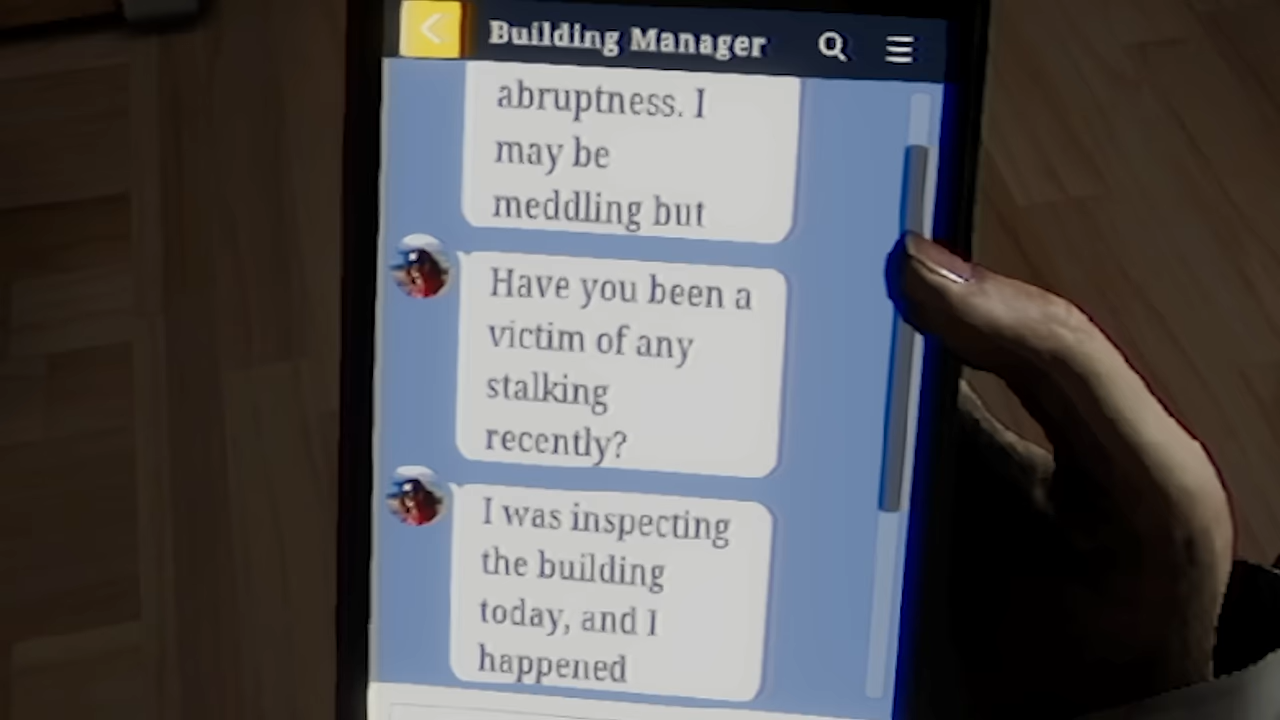 Building Manager
abruptness. I
may be
meddling but
Have you been a
victim of any
stalking
recently?
I was inspecting
the building
today, and I
happened